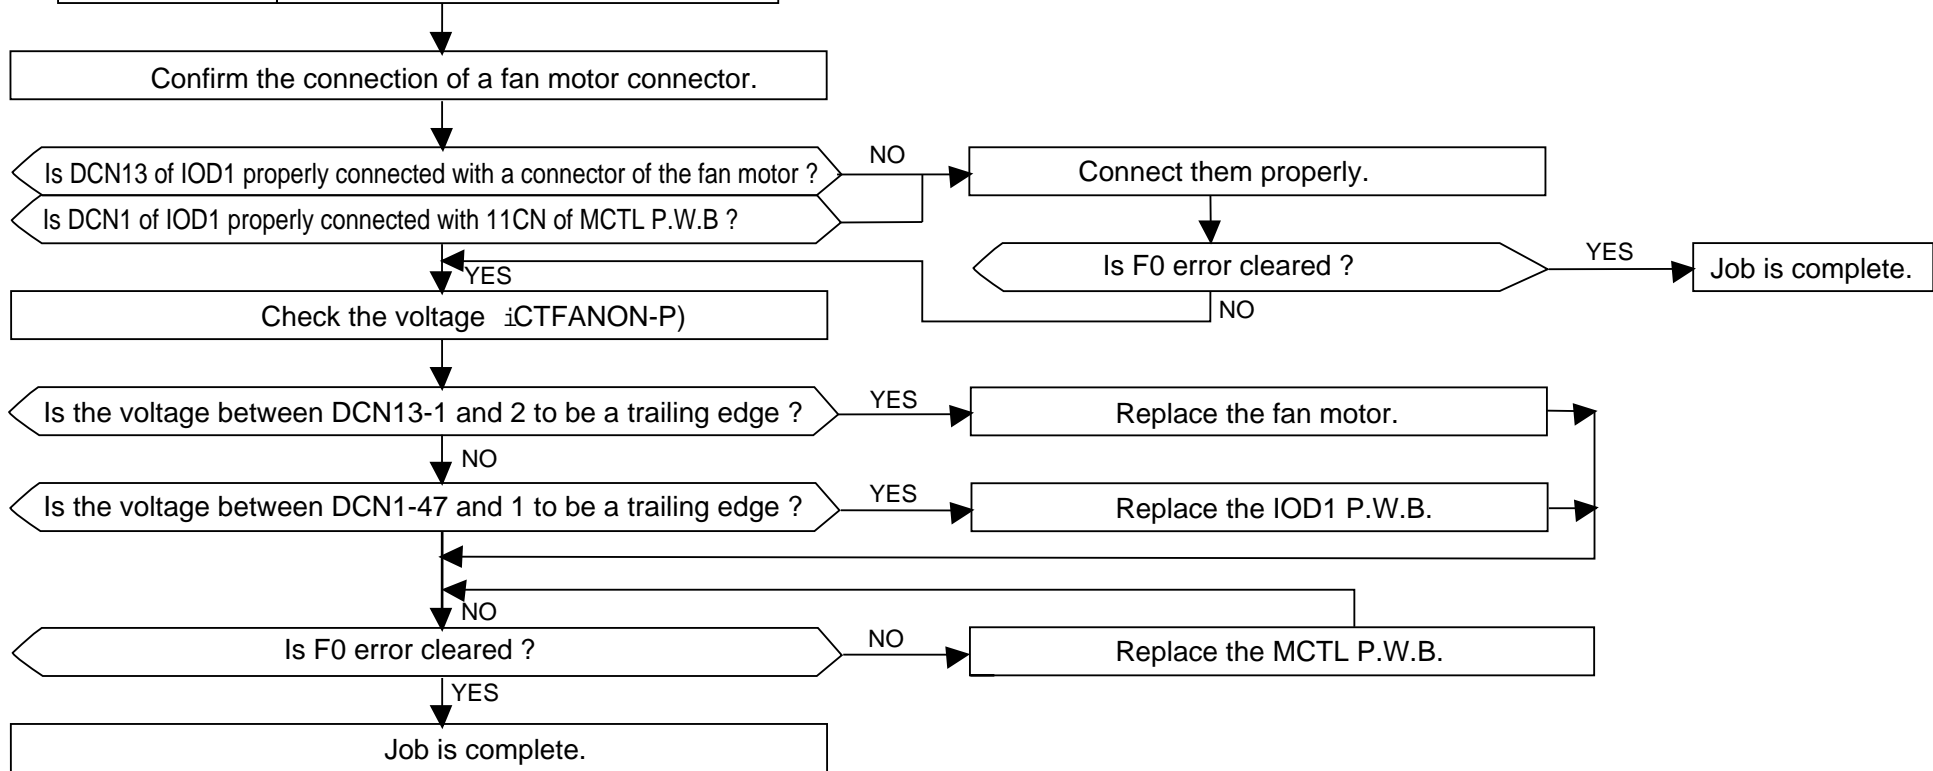 Confirm the connection of a fan motor connector.
Is DCN13 of IOD1 properly connected with a connector of the fan motor ?
NO
Connect them properly.
Is DCN1 of IOD1 properly connected with 11CN of MCTL P.W.B ?
Is F0 error cleared ?
YES
Job is complete.
YES
NO
Check the voltage iCTFANON-P)
Is the voltage between DCN13-1 and 2 to be a trailing edge ?
YES
Replace the fan motor.
NO
Is the voltage between DCN1-47 and 1 to be a trailing edge ?
YES
Replace the IOD1 P.W.B.
NO
Is F0 error cleared ?
NO
Replace the MCTL P.W.B.
YES
Job is complete.